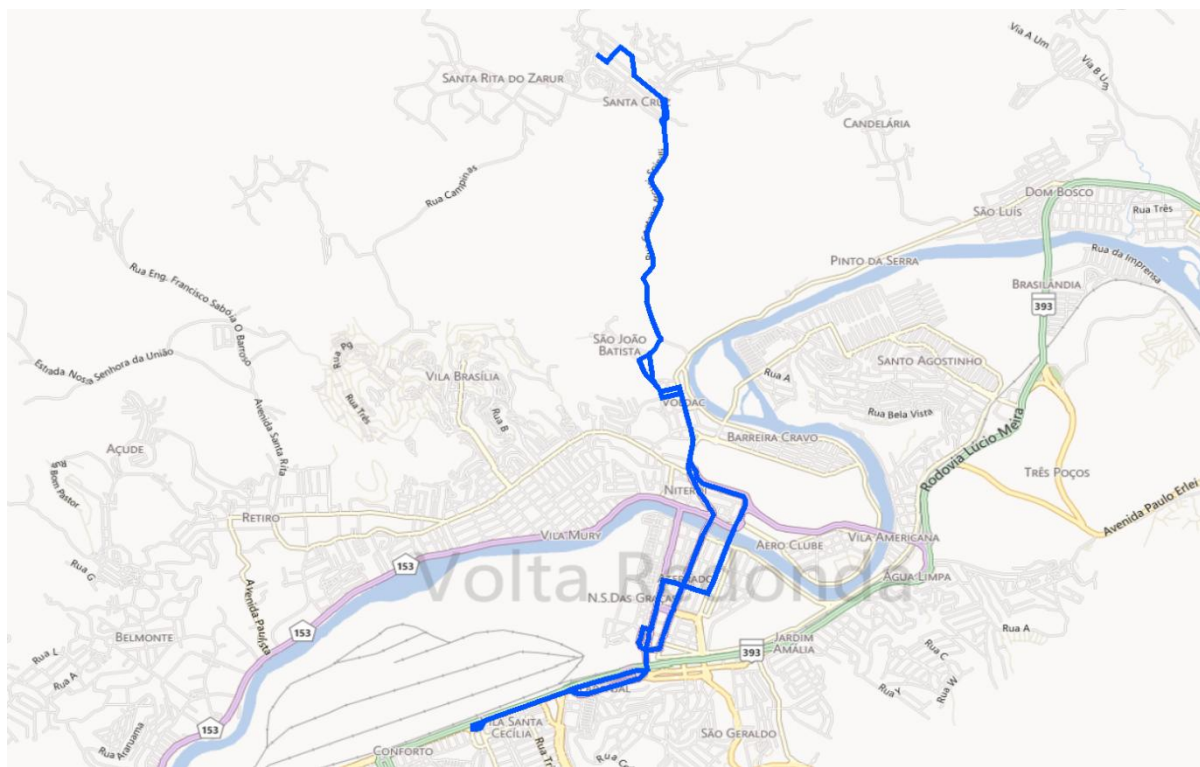 Via A Um
Via B Um
SANTA RITA DO ZARUR
SANTA CRUZ
CANDELÁRIA
Rua Campinas
DOM BOSCO
SÃO LUÍS
Rua Três
Rua da Imprensa
PINTO DA SERRA
BRASILÂNDIA
393
Rua Eng. Francisco Sabóia O Barroso
SÃO JOÃO
BATISTA
SANTO AGOSTINHO
Estrada Nossa Senhora da União
Rua B
Rua Três
VILA BRASÍLIA
Rua A
VOLDAC
Rua Bela Vista
Avenida Santa Rita
Rua B
BARREIRA CRAVO
Rodovia Lúcio Meira
AÇUDE
Rua Bom Pastor
TRÊS POÇOS
NITERÓI
RETIRO
Avenida Paulo Erlei
VILA MURY
AERO CLUBE
VILA AMERICANA
153
Rua G
Volta Redonda
ATERRADO
ÁGUA LIMPA
N.S.DAS GRAÇAS
Avenida Paulista
BELMONTE
153
Rua A
JARDIM
AMÁLIA
393
Rua L
Rua A
Rua C
Rua Y
Rua W
153
Rua Araruama
VILA SANTA
CECÍLIA
SÃO GERALDO
CONFORTO